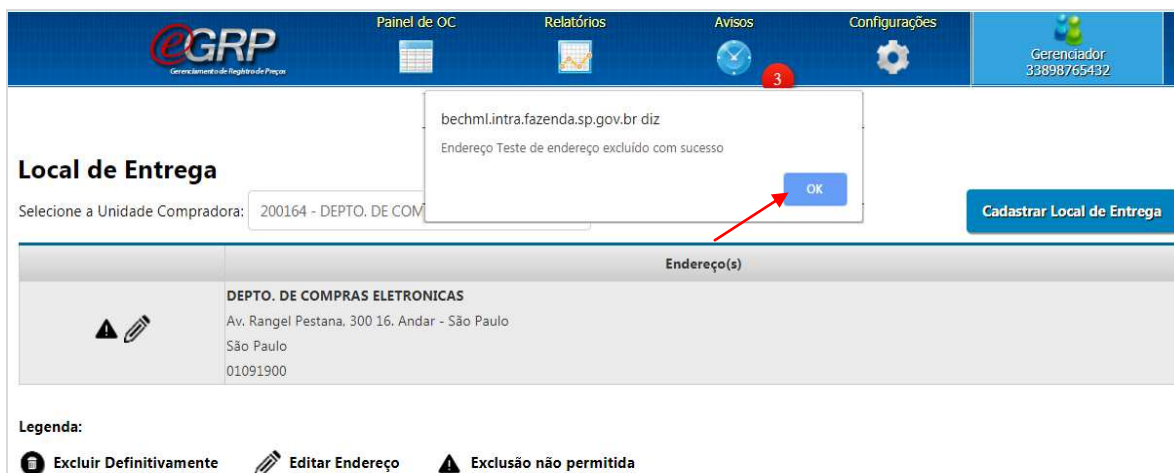 Painel de OC Relatórios Avisos Configurações
eGRP
Gerenciamento de Registro de Preços
3
Gerenciador
33898765432
bechml.intra.fazenda.sp.gov.br diz
Endereço Teste de endereço excluído com sucesso
OK
Local de Entrega
Selecione a Unidade Compradora: 200164 - DEPTO. DE COM
Cadastrar Local de Entrega
Endereço(s)
DEPTO. DE COMPRAS ELETRONICAS
Av. Rangel Pestana, 300 16. Andar - São Paulo
São Paulo
01091900
Legenda:
Excluir Definitivamente Editar Endereço Exclusão não permitida